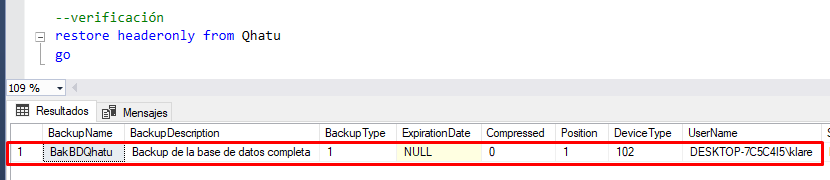 --verificación
restore headeronly from Qhatu
go
109 %
Resultados Mensajes
BackupName BackupDescription BackupType ExpirationDate Compressed Position DeviceType UserName
1 BakBDQhatu Backup de la base de datos completa 1 NULL 0 1 102 DESKTOP-7C5C4I5\klare